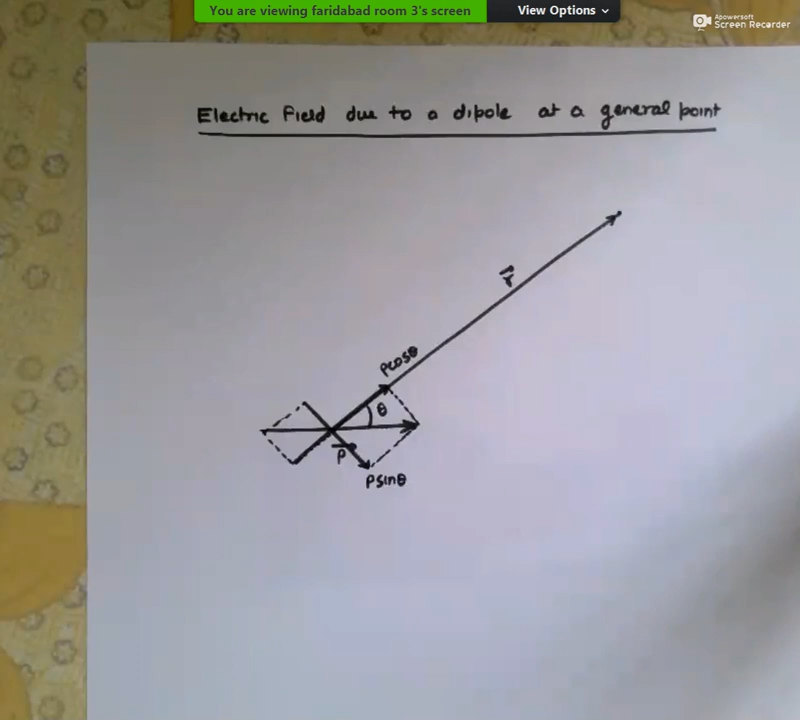 You are viewing faridabad room 3's screen
View Options
Apowersoft
Screen Recorder
Electric Field due to a dipole at a general point
r
pcosθ
θ
P
Psinθ